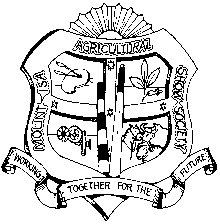 MOUNT ISA
AGRICULTURAL
SHOW SOCIETY
WORKING
TOGETHER FOR THE
FUTURE